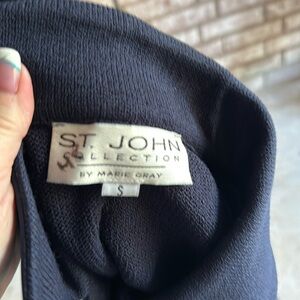 ST. JOHN
COLLECTION
BY MARIE GRAY
S